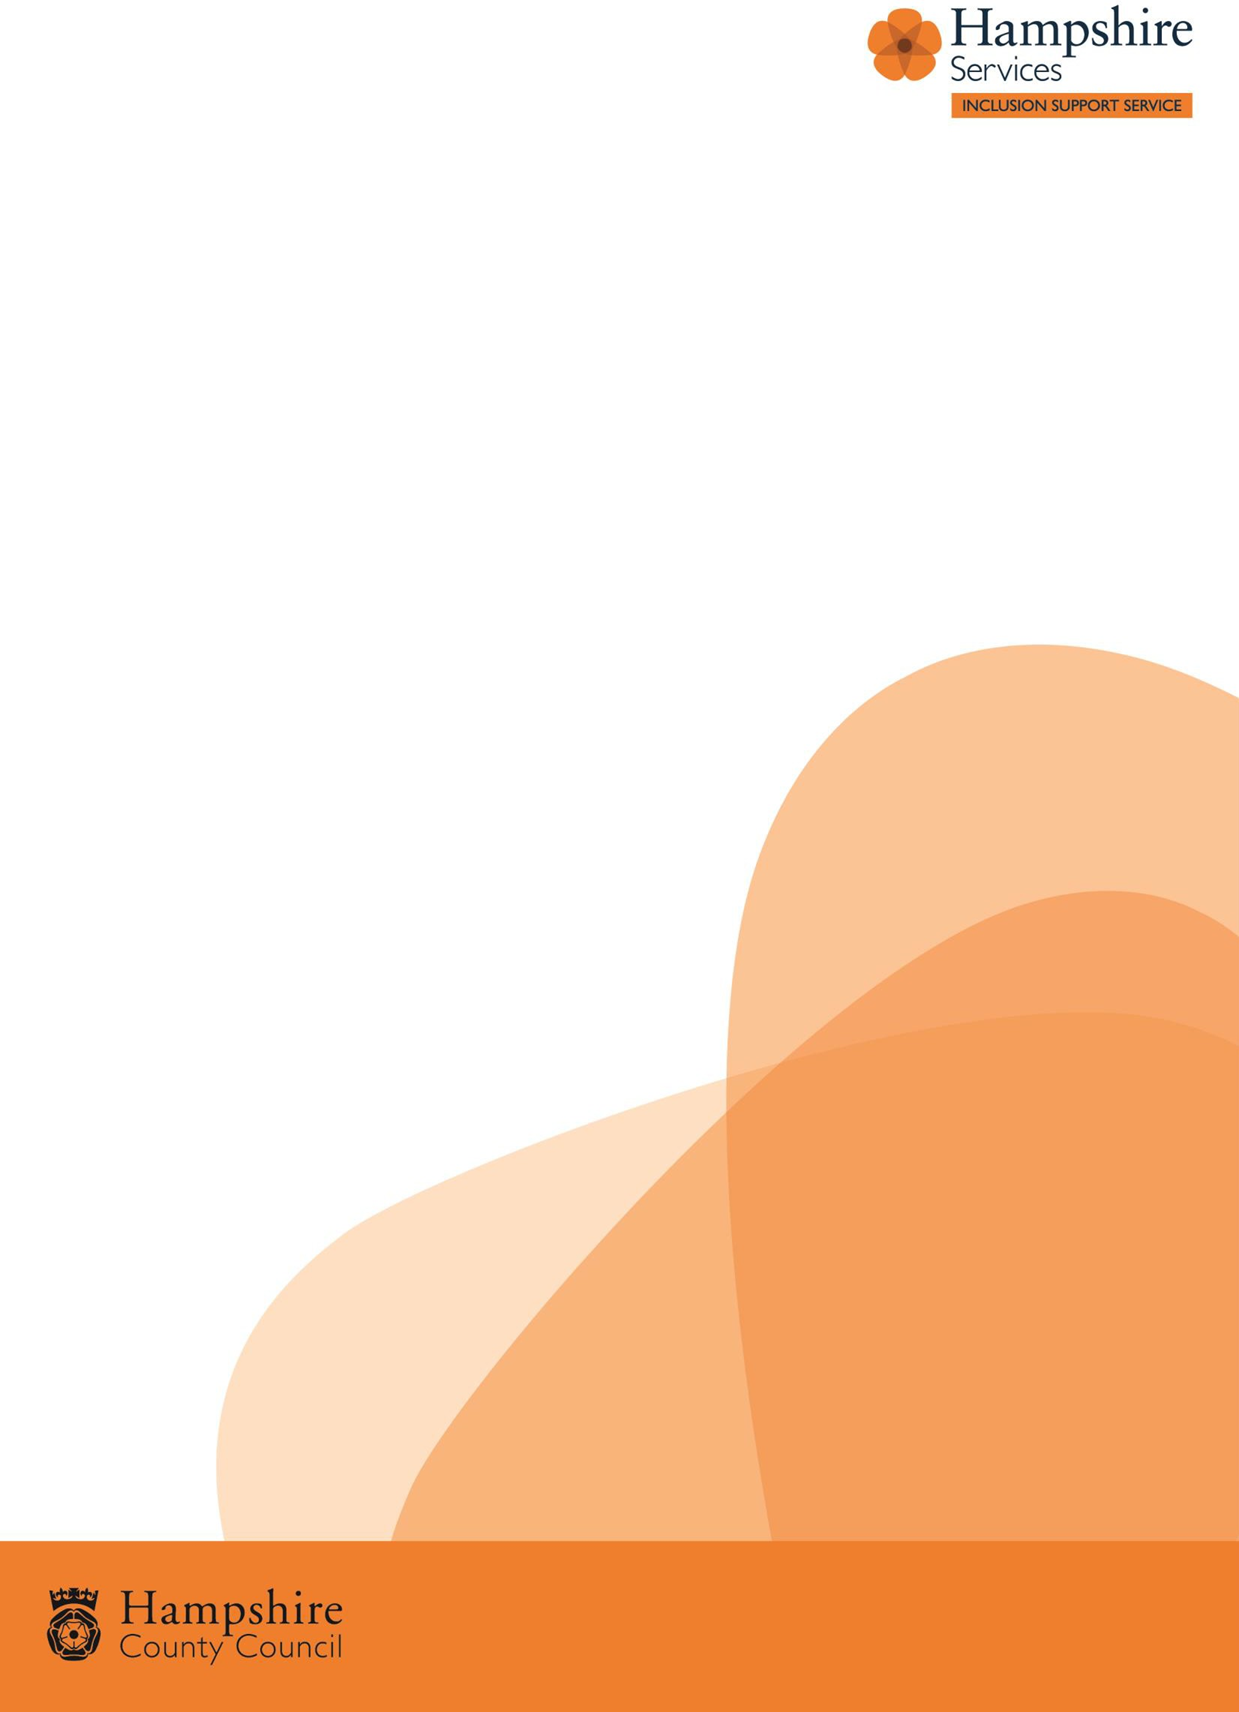 Hampshire
Services
INCLUSION SUPPORT SERVICE
Hampshire
County Council